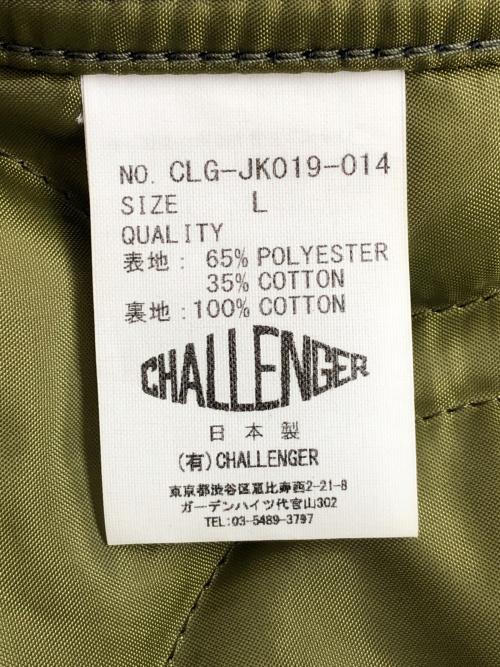 NO. CLG-JK019-014
SIZE L
QUALITY
表地: 65% POLYESTER
35% COTTON
裏地:100% COTTON
CHALLENGER
日本製
(有)CHALLENGER
東京都渋谷区恵比寿西2-21-8
ガーデンハイツ代官山302
TEL:03-5489-3797